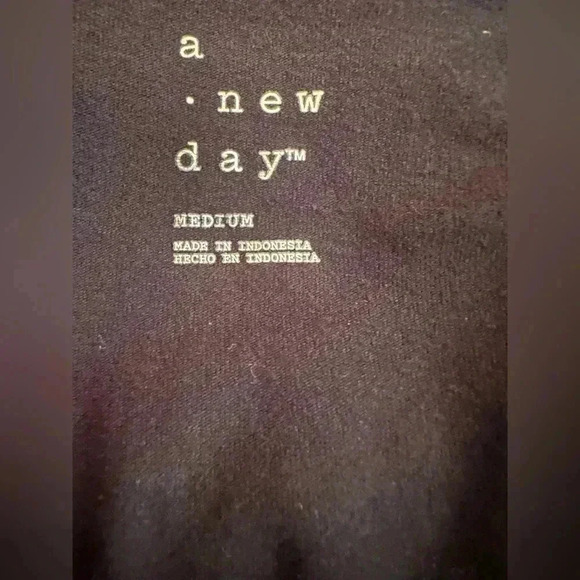 a
· new
day™
MEDIUM
MADE IN INDONESIA
HECHO EN INDONESIA